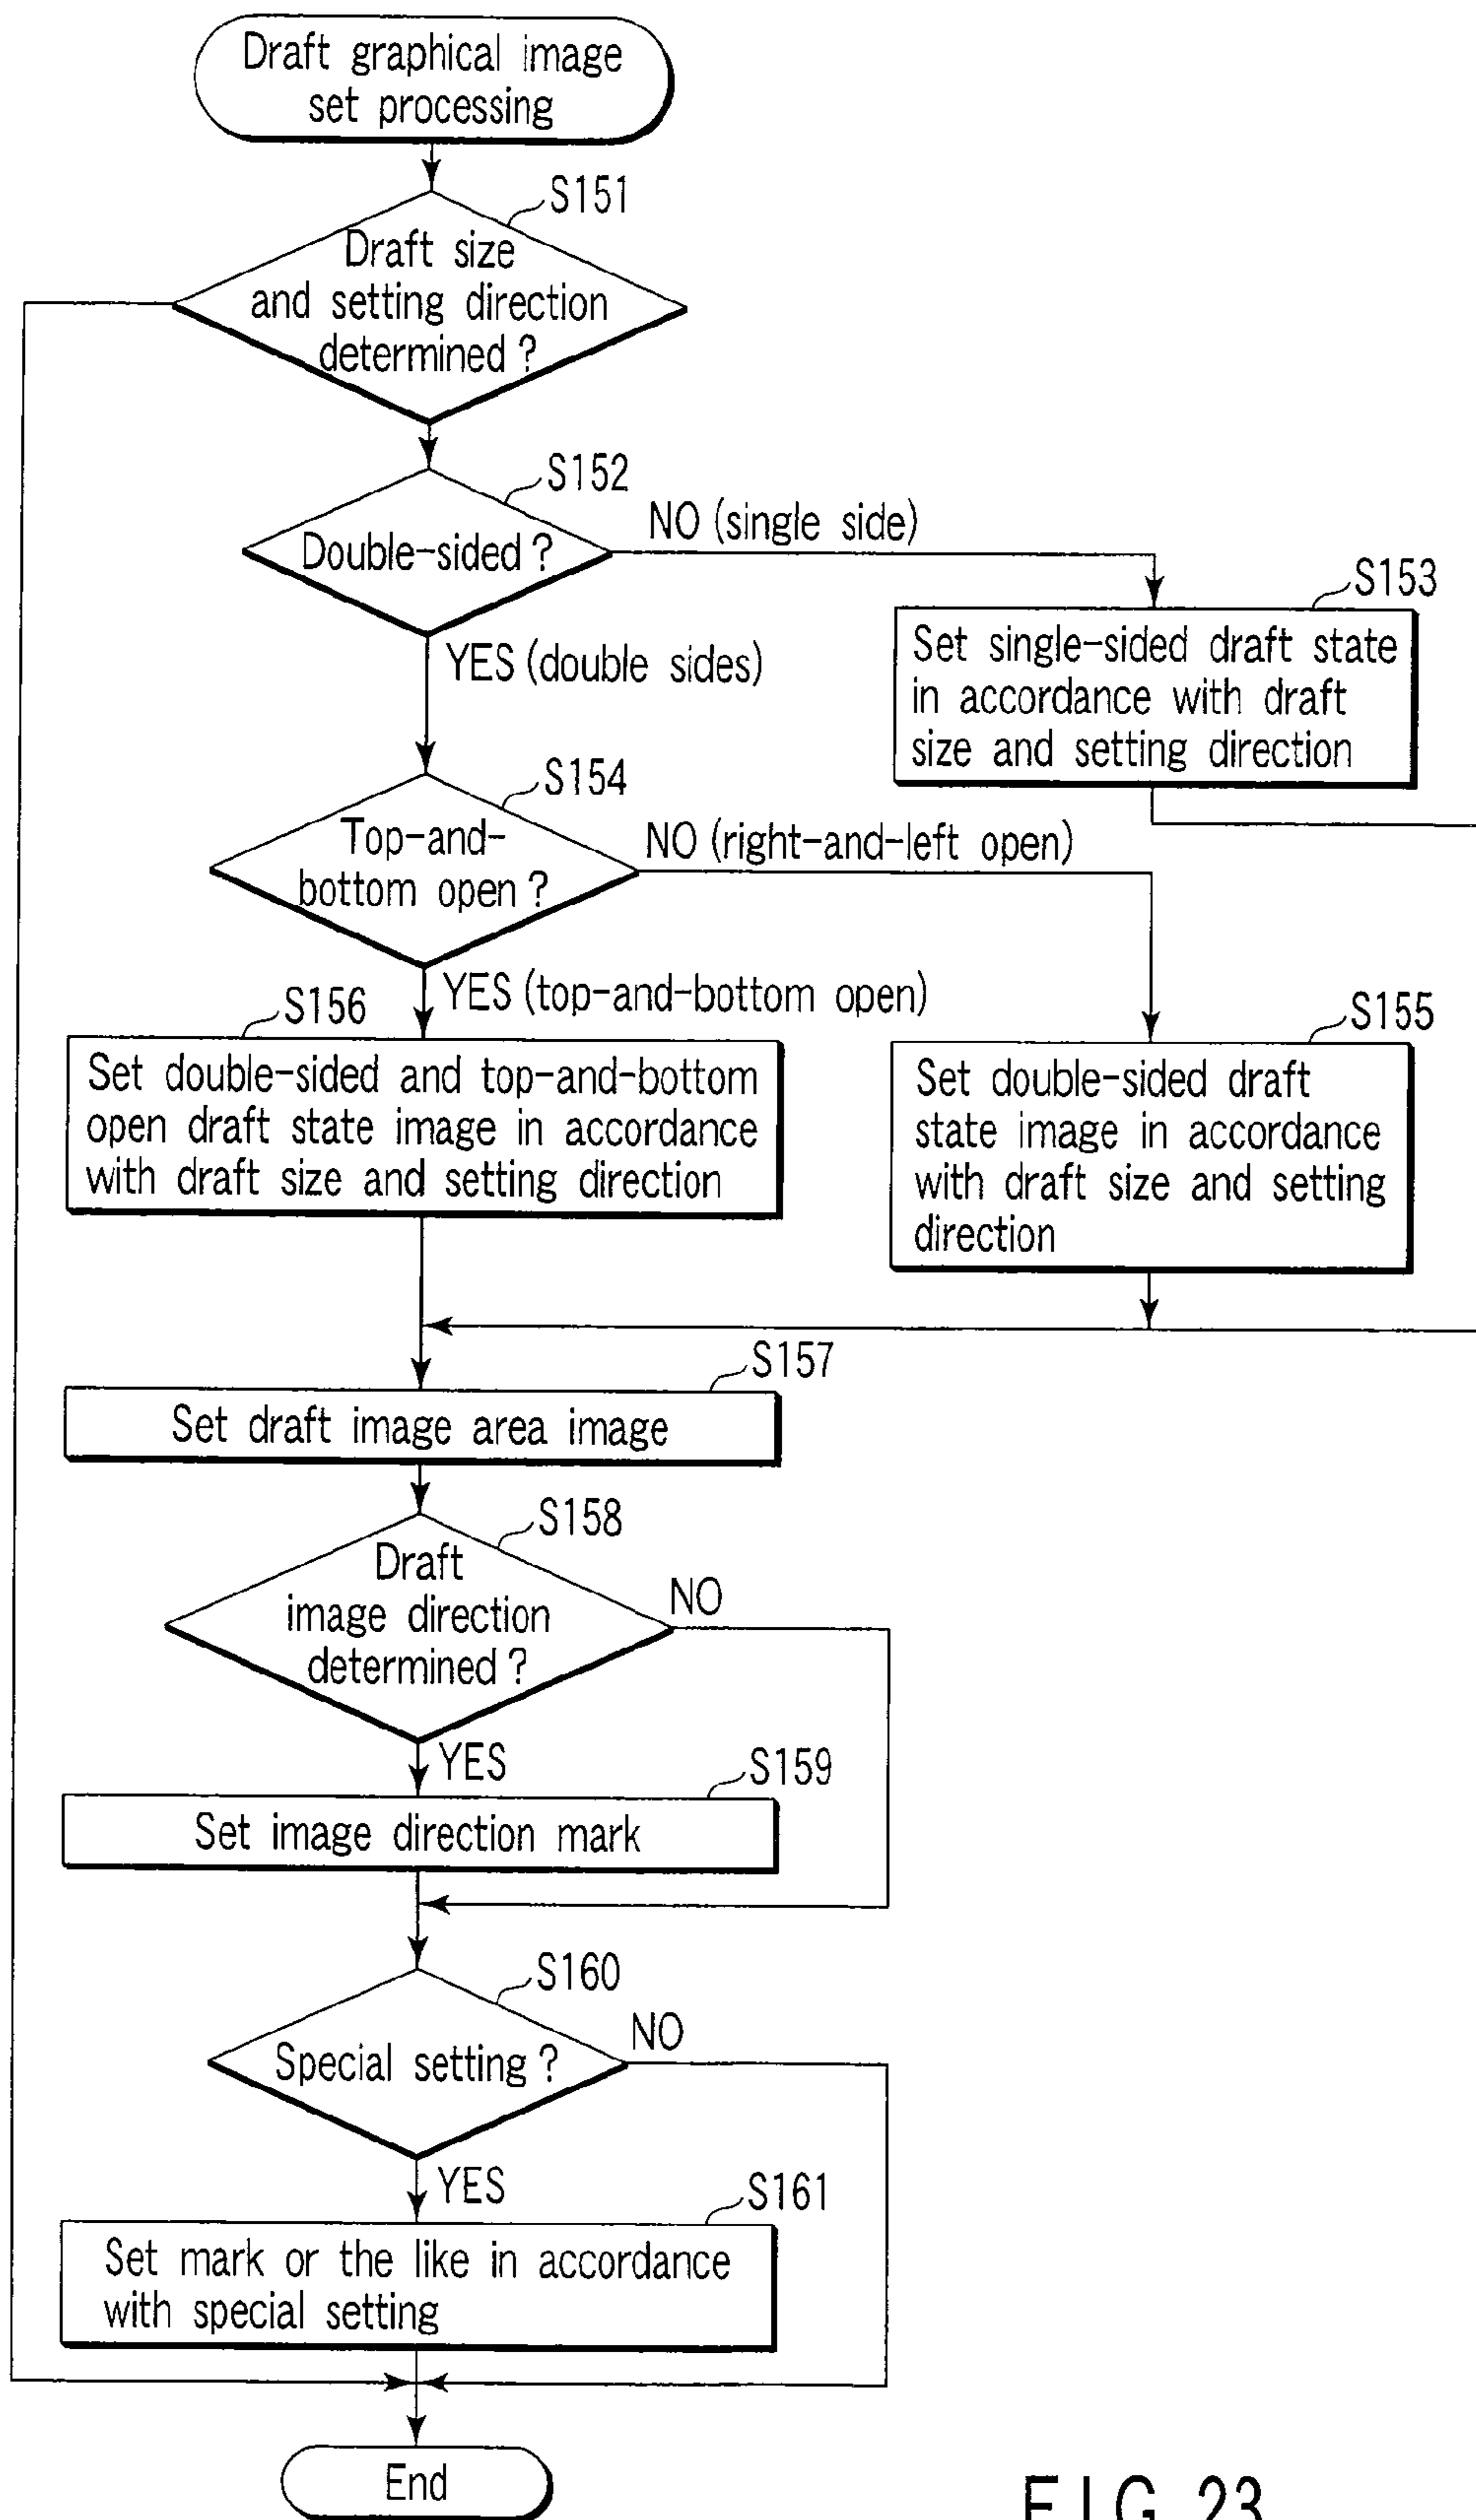 Draft graphical image
set processing
S151
Draft size
and setting direction
determined ?
S152
Double-sided ?
NO (single side)
S153
Set single-sided draft state
in accordance with draft
size and setting direction
YES (double sides)
S154
Top-and-
bottom open ?
NO (right-and-left open)
YES (top-and-bottom open)
S156
Set double-sided and top-and-bottom
open draft state image in accordance
with draft size and setting direction
S155
Set double-sided draft
state image in accordance
with draft size and setting
direction
S157
Set draft image area image
S158
Draft
image direction
determined ?
NO
YES
S159
Set image direction mark
S160
Special setting ?
NO
YES
S161
Set mark or the like in accordance
with special setting
End
FIG. 23